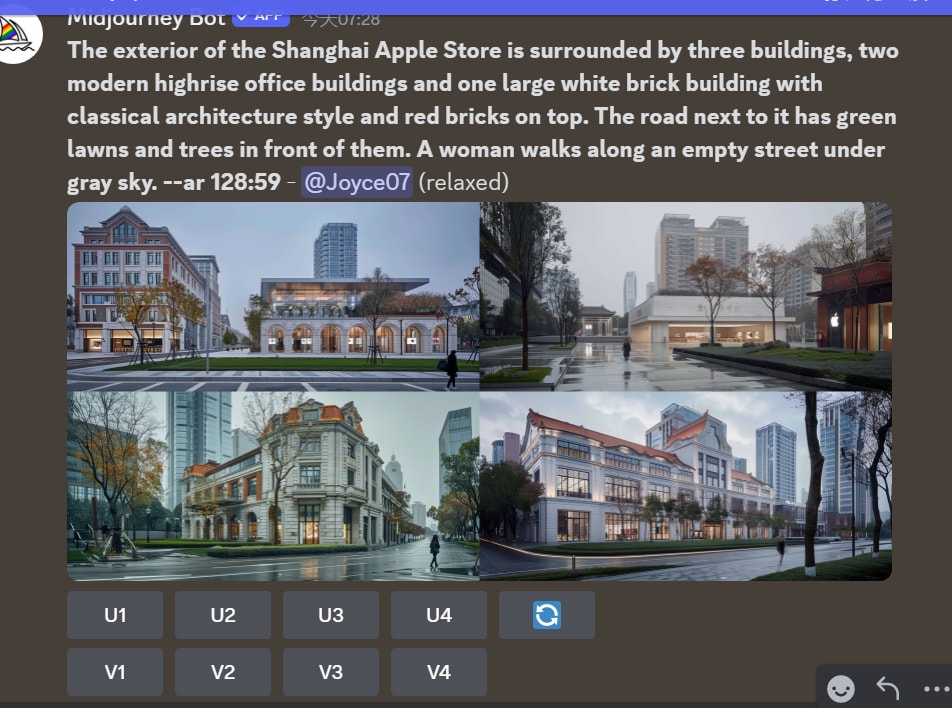 Midjourney Bot ✓ APP 今天07:28
The exterior of the Shanghai Apple Store is surrounded by three buildings, two
modern highrise office buildings and one large white brick building with
classical architecture style and red bricks on top. The road next to it has green
lawns and trees in front of them. A woman walks along an empty street under
gray sky. --ar 128:59 - @Joyce07 (relaxed)
U1 U2 U3 U4
V1 V2 V3 V4